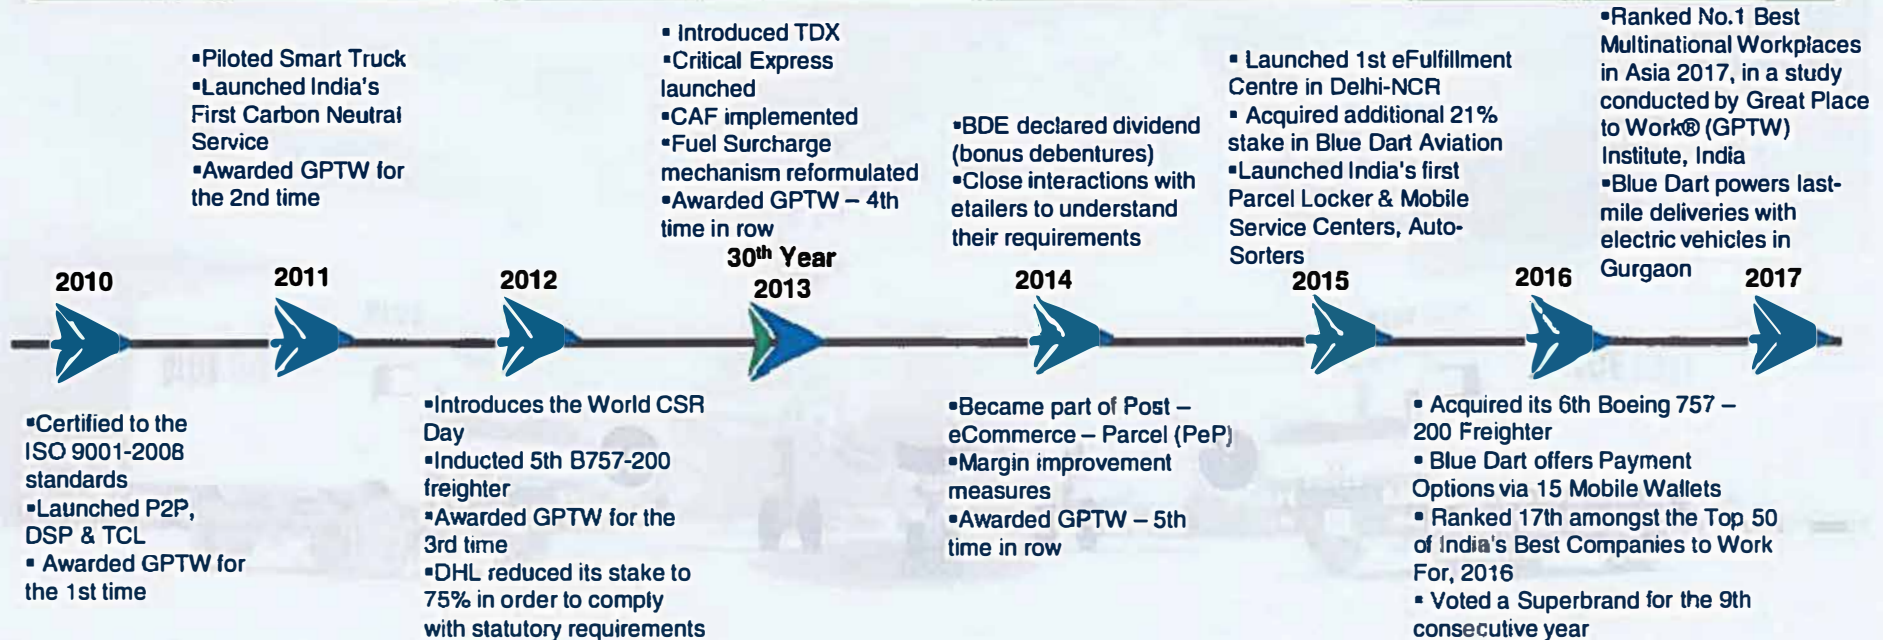 ▪Piloted Smart Truck
▪Launched India's
First Carbon Neutral
Service
▪Awarded GPTW for
the 2nd time
▪ Introduced TDX
▪Critical Express
launched
▪CAF implemented
▪Fuel Surcharge
mechanism reformulated
▪Awarded GPTW – 4th
time in row
▪BDE declared dividend
(bonus debentures)
▪Close interactions with
etailers to understand
their requirements
▪ Launched 1st eFulfillment
Centre in Delhi-NCR
▪ Acquired additional 21%
stake in Blue Dart Aviation
▪Launched India's first
Parcel Locker & Mobile
Service Centers, Auto-
Sorters
▪Ranked No.1 Best
Multinational Workplaces
in Asia 2017, in a study
conducted by Great Place
to Work® (GPTW)
Institute, India
▪Blue Dart powers last-
mile deliveries with
electric vehicles in
Gurgaon
2010
2011
2012
30th Year
2013
2014
2015
2016
2017
▪Certified to the
ISO 9001-2008
standards
▪Launched P2P,
DSP & TCL
▪ Awarded GPTW for
the 1st time
▪Introduces the World CSR
Day
▪Inducted 5th B757-200
freighter
▪Awarded GPTW for the
3rd time
▪DHL reduced its stake to
75% in order to comply
with statutory requirements
▪Became part of Post –
eCommerce – Parcel (PeP)
▪Margin improvement
measures
▪Awarded GPTW – 5th
time in row
▪ Acquired its 6th Boeing 757 –
200 Freighter
▪ Blue Dart offers Payment
Options via 15 Mobile Wallets
▪ Ranked 17th amongst the Top 50
of India's Best Companies to Work
For, 2016
▪ Voted a Superbrand for the 9th
consecutive year